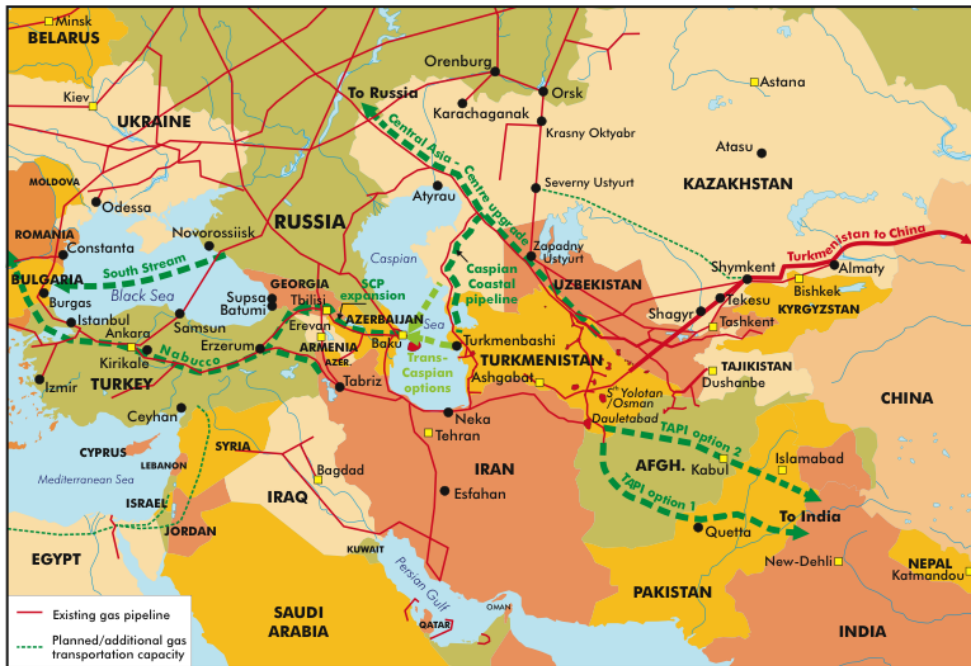 Minsk
BELARUS
Orenburg
Astana
To Russia
Orsk
Kiev
Karachaganak
UKRAINE
Krasny Oktyabr
Central Asia - Centre upgrade
Atasu
MOLDOVA
Atyrau
Severny Ustyurt
KAZAKHSTAN
Odessa
RUSSIA
ROMANIA
Novorossiisk
Constanta
Zapadny
Ustyurt
Turkmenistan to China
South Stream
Caspian
Caspian
Coastal
pipeline
Shymkent
Almaty
BULGARIA
SCP
expansion
GEORGIA
UZBEKISTAN
Tekesu
Bishkek
Burgas
Black Sea
Supsa
Tbilisi
KYRGYZSTAN
Batumi
Shagyr
Istanbul
Samsun
Erevan
AZERBAIJAN
Sea
Tashkent
Ankara
Erzerum
ARMENIA
Baku
Turkmenbashi
Kirikale
Nabucco
AZER.
Trans-
Caspian
options
TURKMENISTAN
TAJIKISTAN
Izmir
TURKEY
Tabriz
Ashgabat
Dushanbe
Sth Yolotan
/Osman
CHINA
Ceyhan
Neka
Dauletabad
TAPI option 2
SYRIA
Tehran
CYPRUS
Islamabad
LEBANON
Bagdad
IRAN
AFGH.
Kabul
Mediterranean Sea
IRAQ
Esfahan
TAPI option 1
ISRAEL
To India
JORDAN
Quetta
EGYPT
KUWAIT
New-Dehli
NEPAL
Katmandou
Persian Gulf
PAKISTAN
SAUDI
ARABIA
OMAN
QATAR
INDIA
Existing gas pipeline
Planned/additional gas
transportation capacity